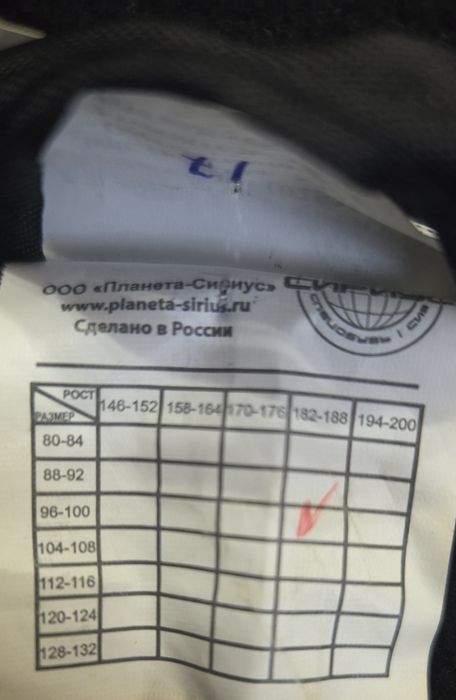 ООО «Планета-Сириус»
www.planeta-sirius.ru
Сделано в России
СИРИУС
РОСТ
РАЗМЕР
146-152 158-164 170-176 182-188 194-200
80-84
88-92
96-100
104-108
112-116
120-124
128-132